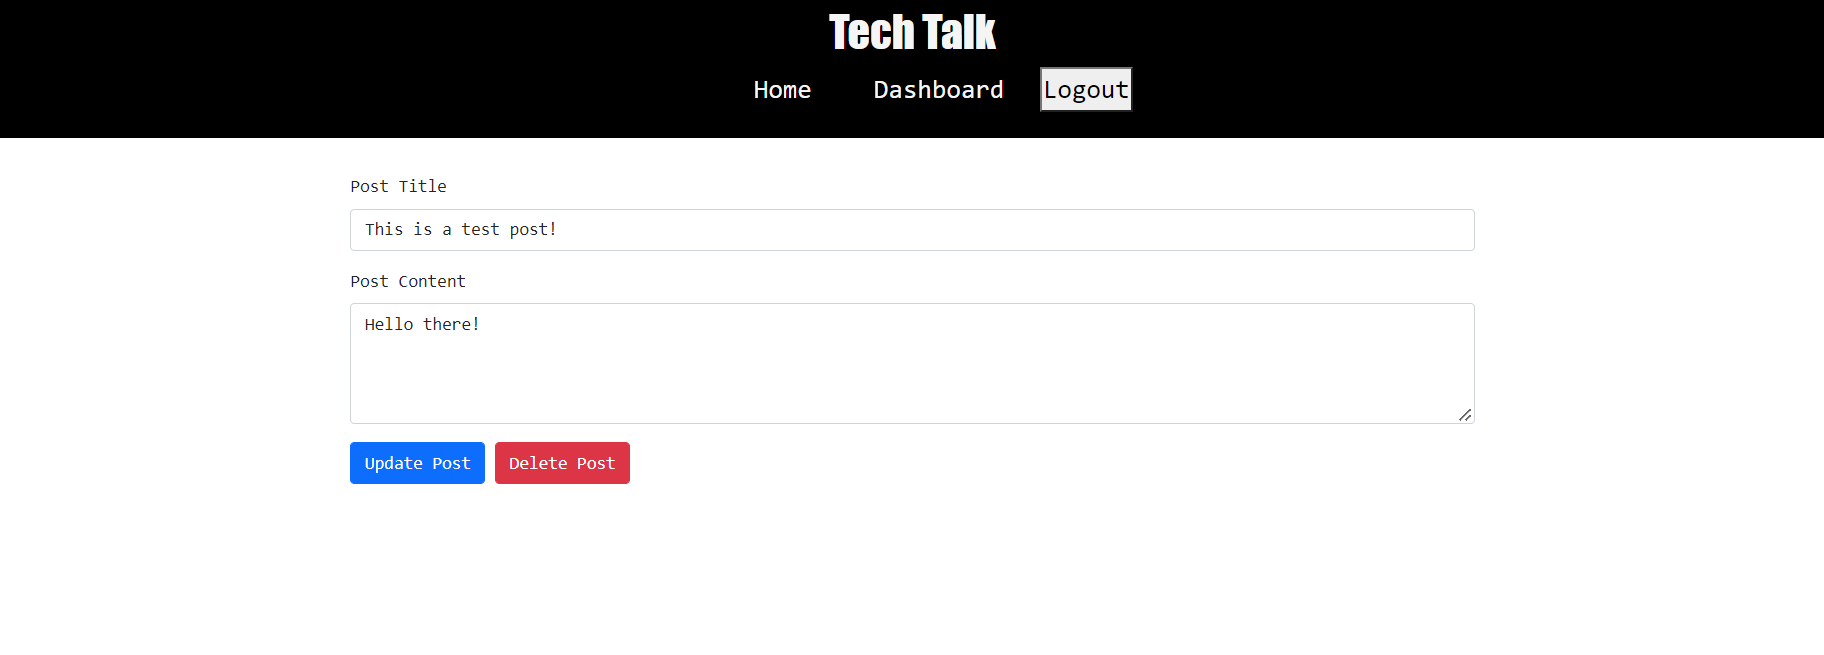 Tech Talk
Home Dashboard Logout
Post Title
This is a test post!
Post Content
Hello there!
Update Post Delete Post